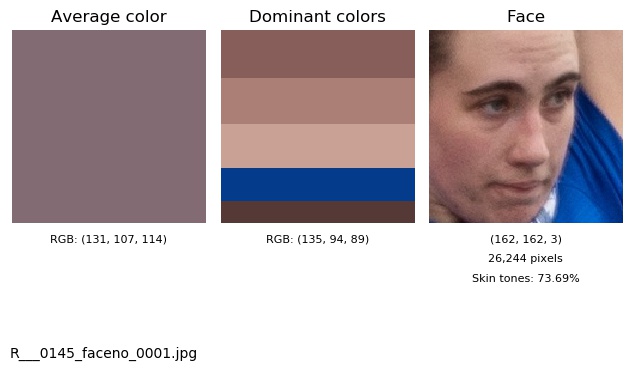 Average color
Dominant colors
Face
RGB: (131, 107, 114)
RGB: (135, 94, 89)
(162, 162, 3)
26,244 pixels
Skin tones: 73.69%
R___0145_faceno_0001.jpg